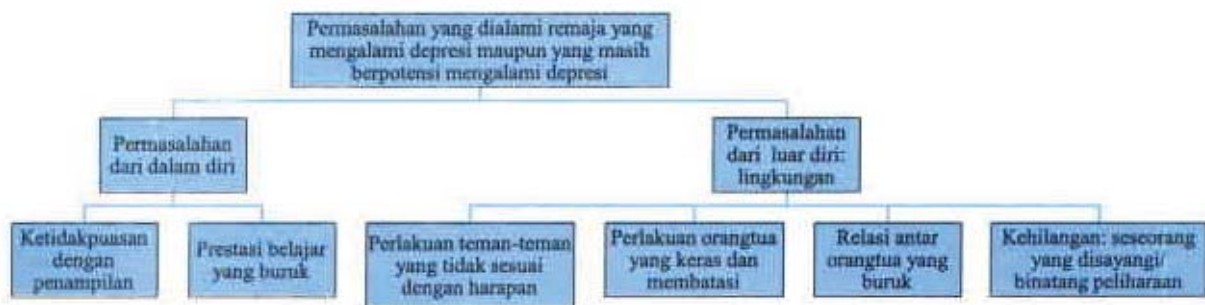 Permasalahan yang dialami remaja yang
mengalami depresi maupun yang masih
berpotensi mengalami depresi
Permasalahan
dari dalam diri
Permasalahan
dari luar diri:
lingkungan
Ketidakpuasan
dengan
penampilan
Prestasi belajar
yang buruk
Perlakuan teman-teman
yang tidak sesuai
dengan harapan
Perlakuan orangtua
yang keras dan
membatasi
Relasi antar
orangtua yang
buruk
Kehilangan: seseorang
yang disayangi/
binatang peliharaan